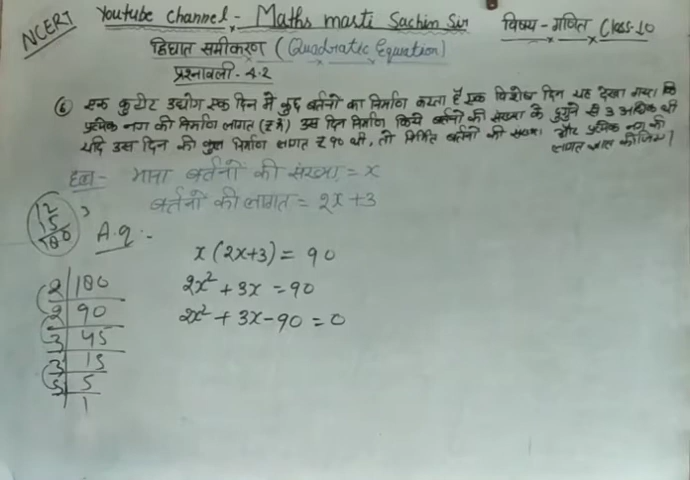 NCERT
Youtube channel - Maths masti Sachin Sir
विषय - गणित Class-10
द्विघात समीकरण (Quadratic Equation)
प्रश्नावली-4.2
6 एक कुटीर उद्योग एक दिन में कुछ बर्तनों का निर्माण करता है एक विशेष दिन यह देखा गया कि
प्रत्येक नग की निर्माण लागत (₹ में) उस दिन निर्माण किये बर्तनों की संख्या के दुगुने से 3 अधिक थी
यदि उस दिन की कुल निर्माण लागत ₹ 90 थी, तो निर्मित बर्तनों की संख्या और प्रत्येक नग की
लागत ज्ञात कीजिए।
हल:- माना बर्तनों की संख्या = x
बर्तनों की लागत = 2x+3
12
15
180
A.q:-
x(2x+3) = 90
2x² + 3x = 90
2x² + 3x - 90 = 0
2 | 180
2 | 90
3 | 45
3 | 15
5 | 5
1